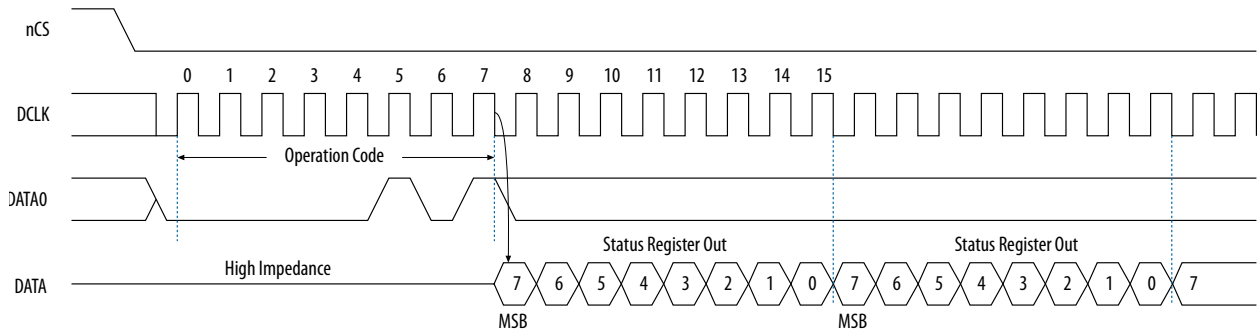 nCS
0 1 2 3 4 5 6 7 8 9 10 11 12 13 14 15
DCLK
Operation Code
DATA0
Status Register Out Status Register Out
High Impedance
DATA
7 6 5 4 3 2 1 0 7 6 5 4 3 2 1 0 7
MSB MSB